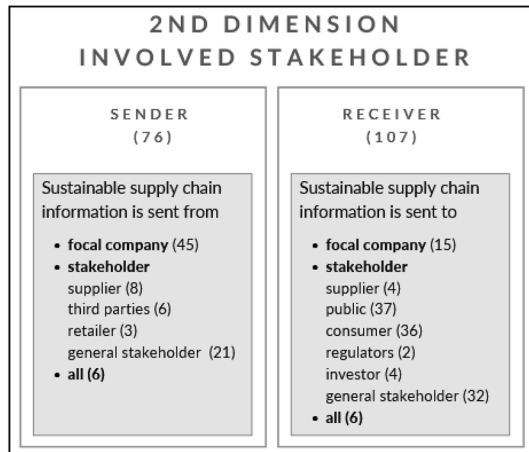 2ND DIMENSION
INVOLVED STAKEHOLDER
SENDER
(76)
Sustainable supply chain
information is sent from
• focal company (45)
• stakeholder
supplier (8)
third parties (6)
retailer (3)
general stakeholder (21)
• all (6)
RECEIVER
(107)
Sustainable supply chain
information is sent to
• focal company (15)
• stakeholder
supplier (4)
public (37)
consumer (36)
regulators (2)
investor (4)
general stakeholder (32)
• all (6)